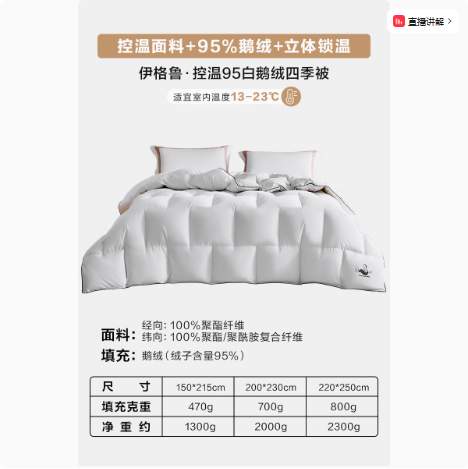 直播讲解
控温面料+95%鹅绒+立体锁温
伊格鲁·控温95白鹅绒四季被
适宜室内温度13-23℃
面料：
经向：100%聚酯纤维
纬向：100%聚酯/聚酰胺复合纤维
填充：鹅绒（绒子含量95%）
尺 寸 150*215cm 200*230cm 220*250cm
填充克重 470g 700g 800g
净重约 1300g 2000g 2300g